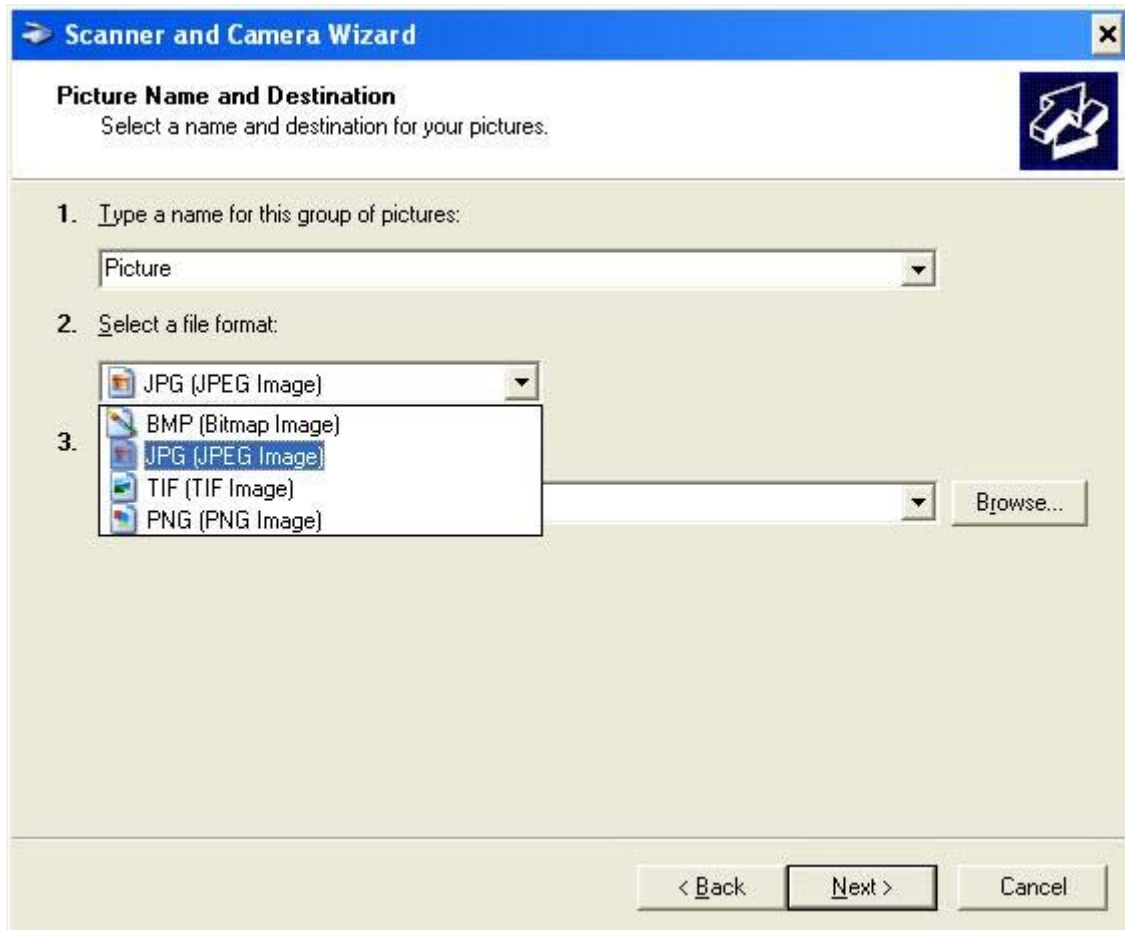 Scanner and Camera Wizard
Picture Name and Destination
Select a name and destination for your pictures.
1. Type a name for this group of pictures:
Picture
2. Select a file format:
JPG (JPEG Image)
BMP (Bitmap Image)
3.
JPG (JPEG Image)
TIF (TIF Image)
Browse...
PNG (PNG Image)
< Back
Next >
Cancel